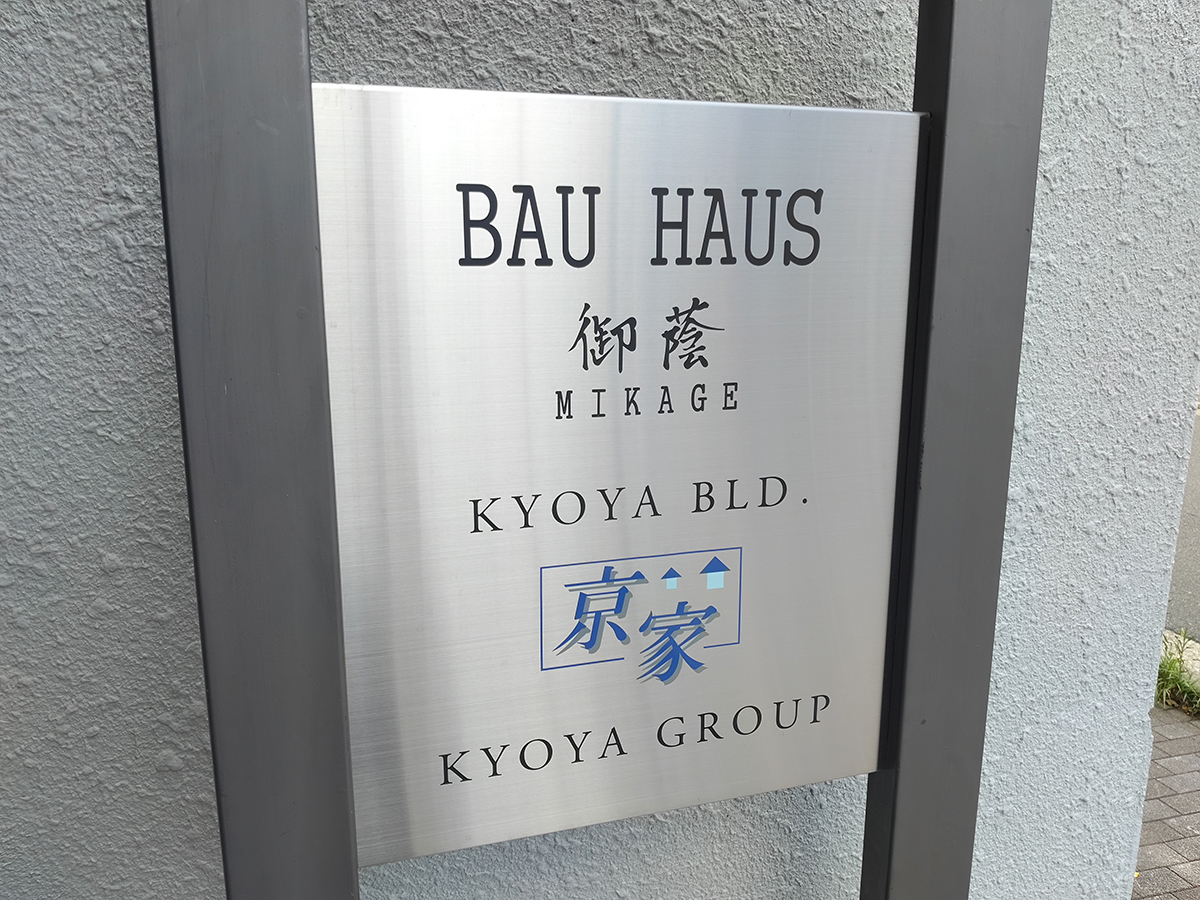 BAU HAUS
御蔭
MIKAGE
KYOYA BLD.
京家
KYOYA GROUP